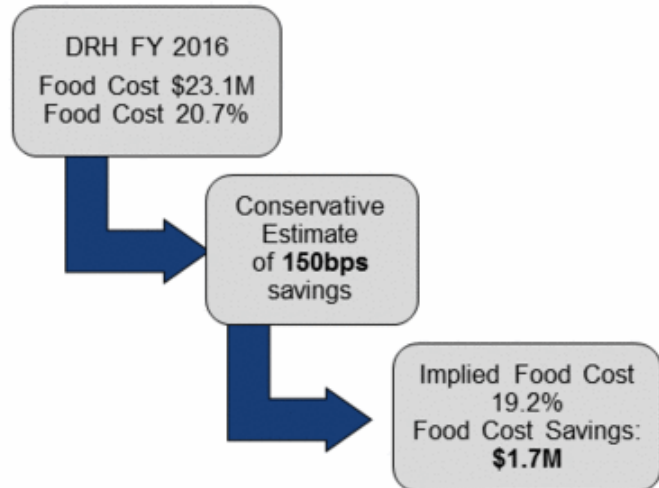 DRH FY 2016
Food Cost $23.1M
Food Cost 20.7%
Conservative
Estimate
of 150bps
savings
Implied Food Cost
19.2%
Food Cost Savings:
$1.7M